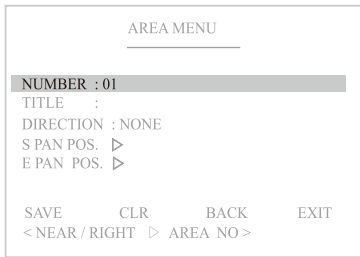 AREA MENU
NUMBER : 01
TITLE :
DIRECTION : NONE
S PAN POS. ▷
E PAN POS. ▷
SAVE CLR BACK EXIT
< NEAR / RIGHT ▷ AREA NO >